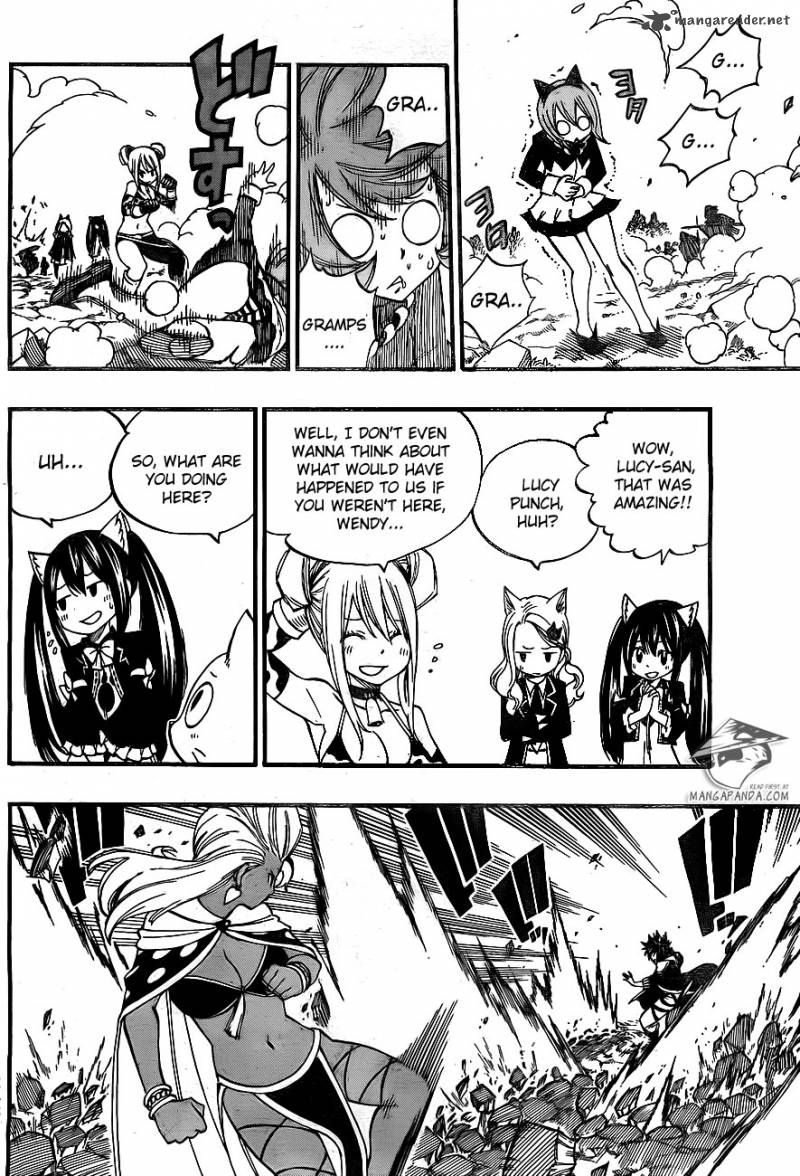 mangareader.net
G...
G...
ヨタ
ヨタ
GRA..
GRA..
GRAMPS
....
どすっ
WOW,
LUCY-SAN,
THAT WAS
AMAZING!!
LUCY
PUNCH,
HUH?
WELL, I DON'T EVEN
WANNA THINK ABOUT
WHAT WOULD HAVE
HAPPENED TO US IF
YOU WEREN'T HERE,
WENDY...
SO, WHAT ARE
YOU DOING
HERE?
UH...
READ FIRST AT
MANGAPANDA.COM
!!!
!!!